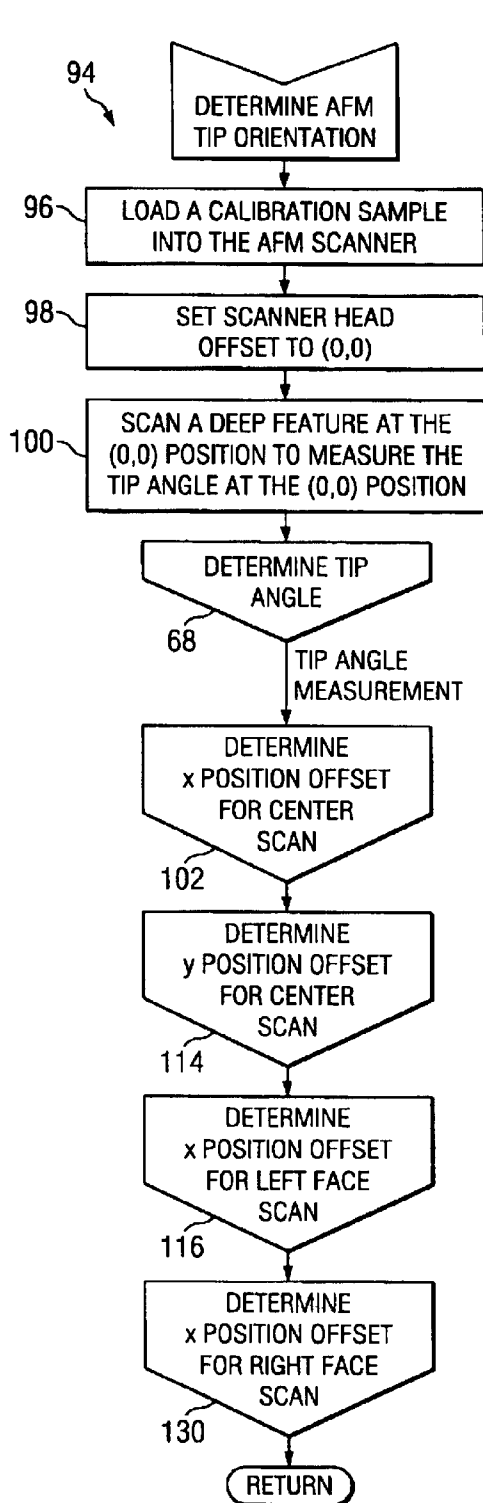 94
DETERMINE AFM
TIP ORIENTATION
96
LOAD A CALIBRATION SAMPLE
INTO THE AFM SCANNER
98
SET SCANNER HEAD
OFFSET TO (0,0)
100
SCAN A DEEP FEATURE AT THE
(0,0) POSITION TO MEASURE THE
TIP ANGLE AT THE (0,0) POSITION
DETERMINE TIP
ANGLE
68
TIP ANGLE
MEASUREMENT
DETERMINE
x POSITION OFFSET
FOR CENTER
SCAN
102
DETERMINE
y POSITION OFFSET
FOR CENTER
SCAN
114
DETERMINE
x POSITION OFFSET
FOR LEFT FACE
SCAN
116
DETERMINE
x POSITION OFFSET
FOR RIGHT FACE
SCAN
130
RETURN